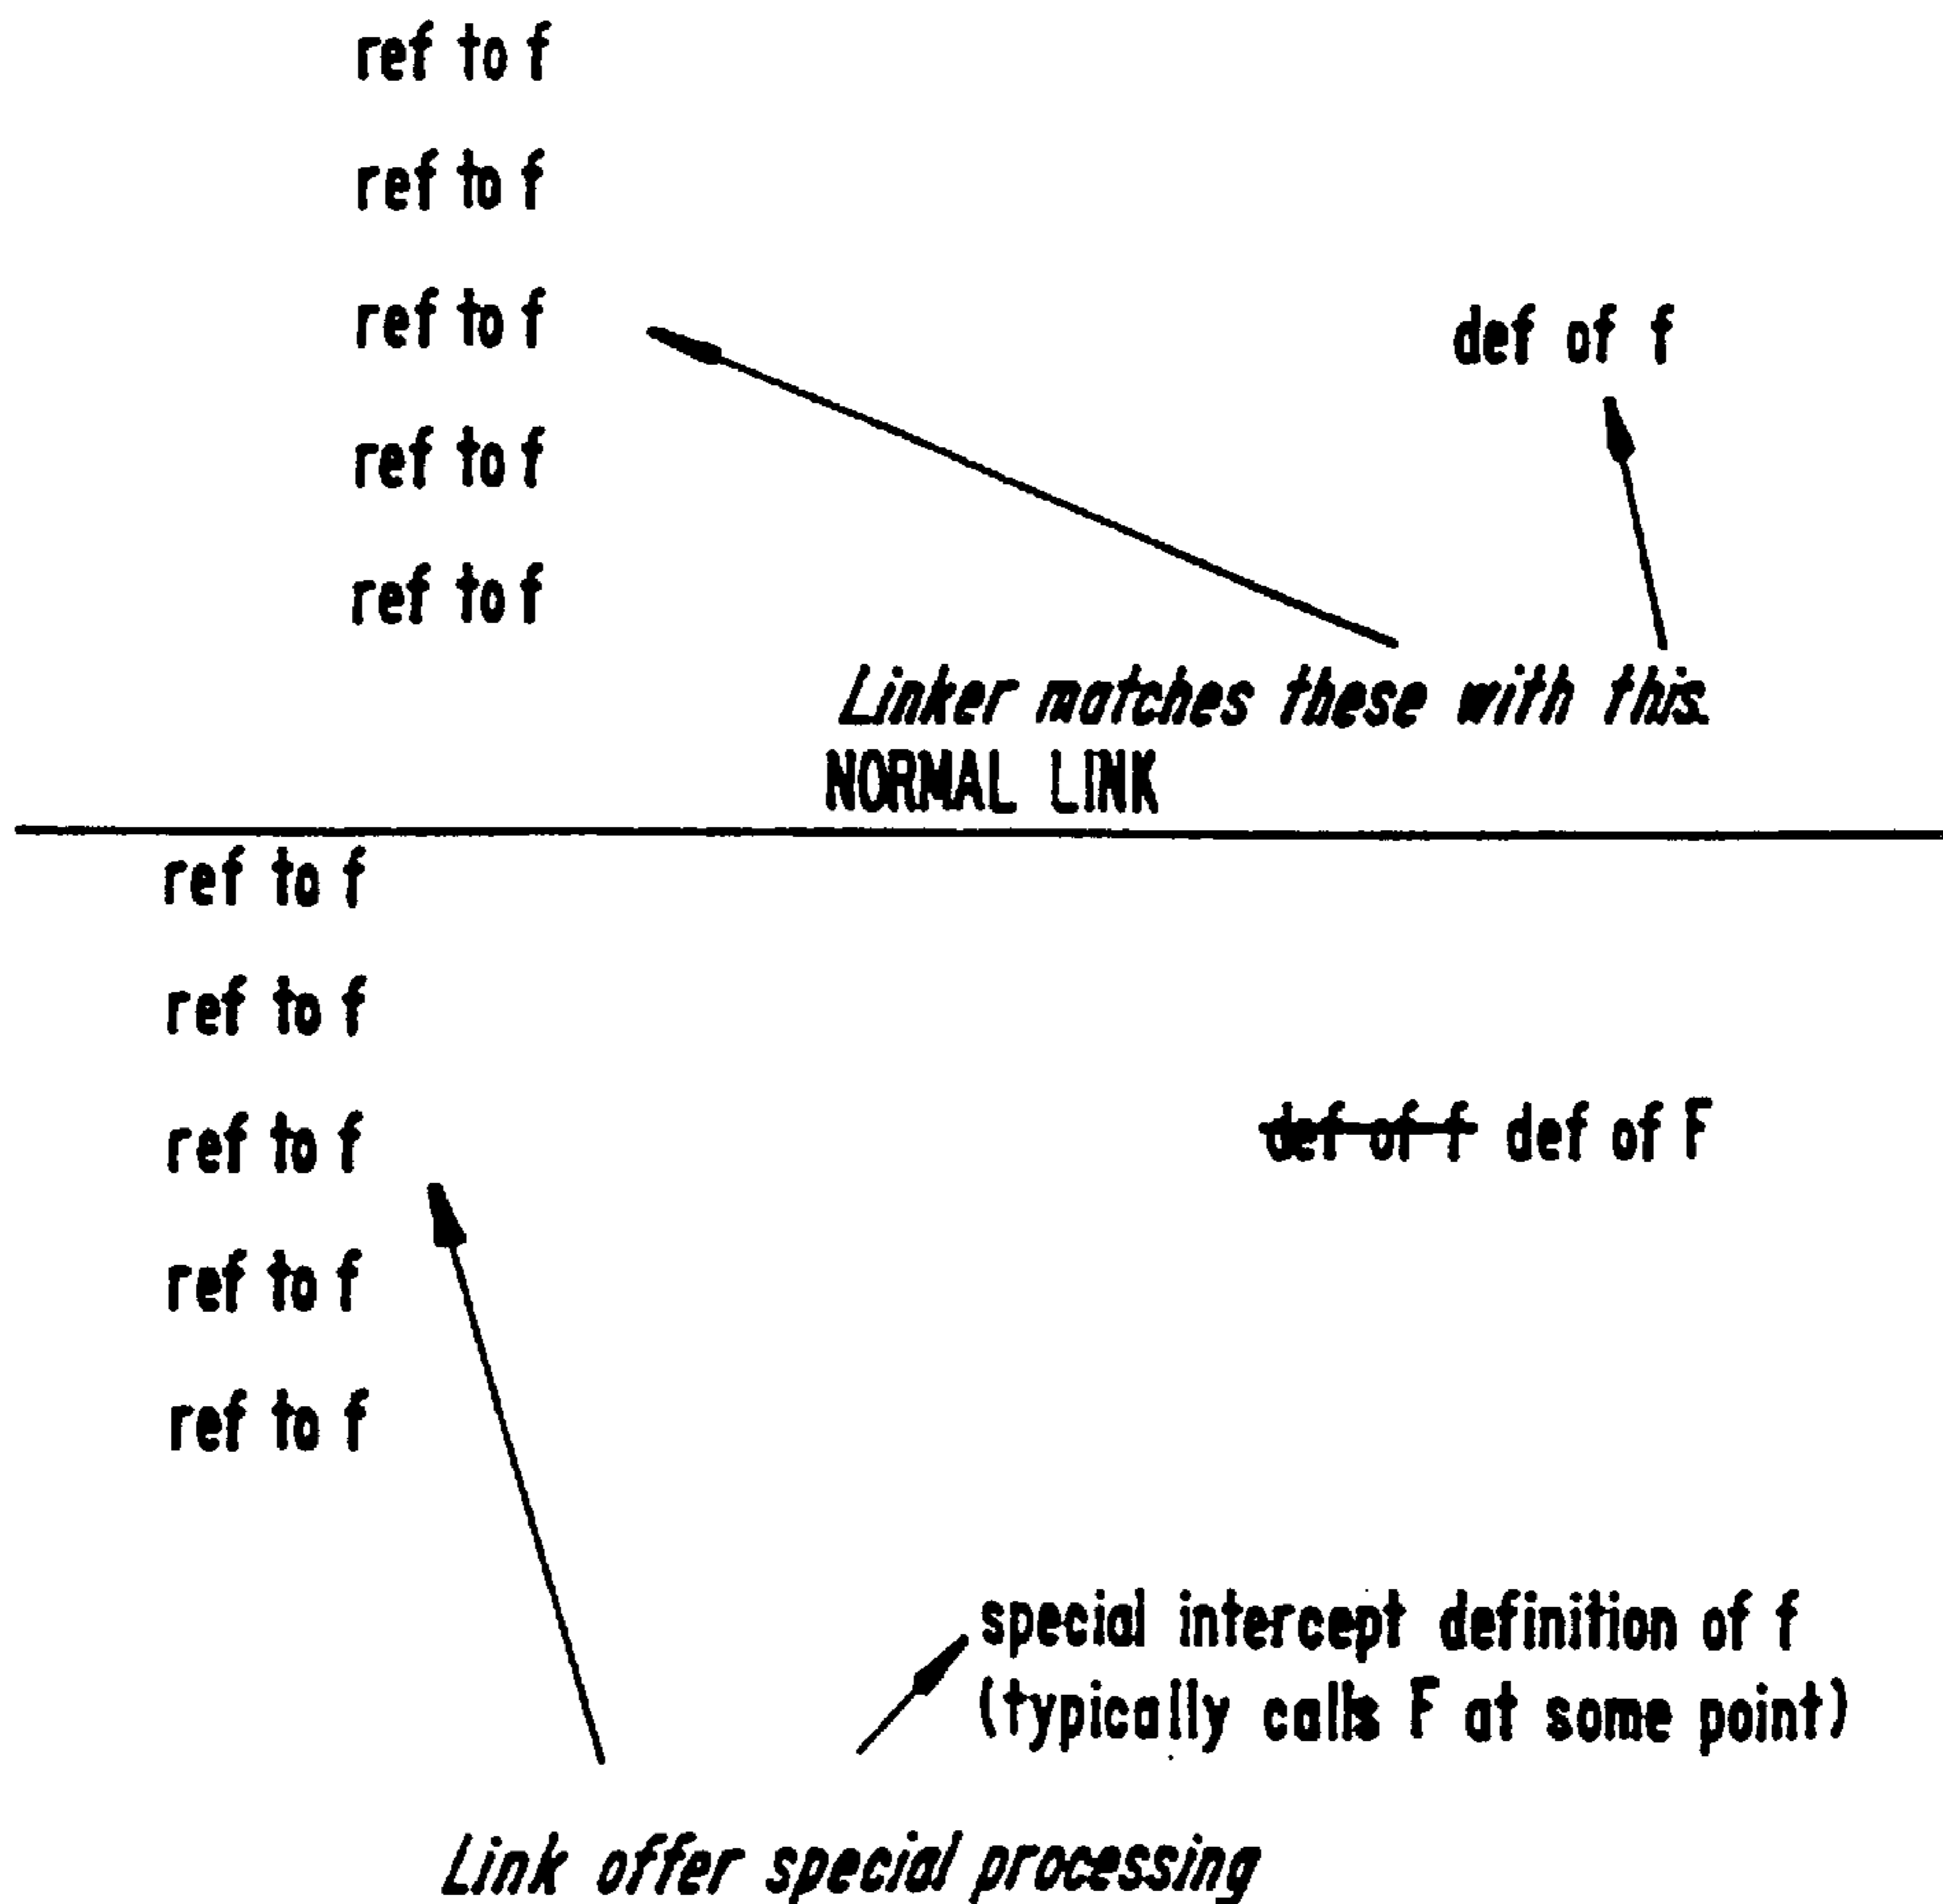 ref to f
ref to f
ref to f
def of f
ref to f
ref to f
Linker matches these with this
NORMAL LINK
ref to f
ref to f
ref to f
def of f def of F
ref to f
ref to f
special intercept definition of f
(typically calls F at some point)
Link offer special processing